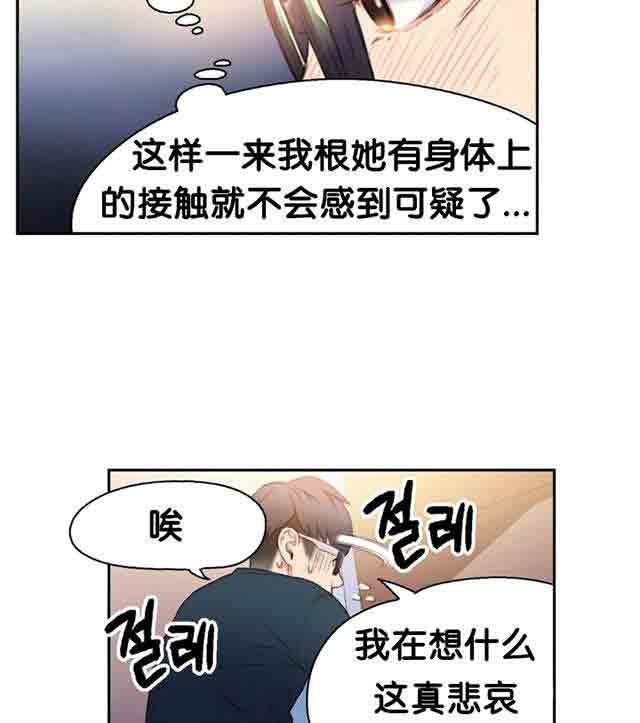 这样一来我根她有身体上
的接触就不会感到可疑了...
唉
절레
절레
我在想什么
这真悲哀